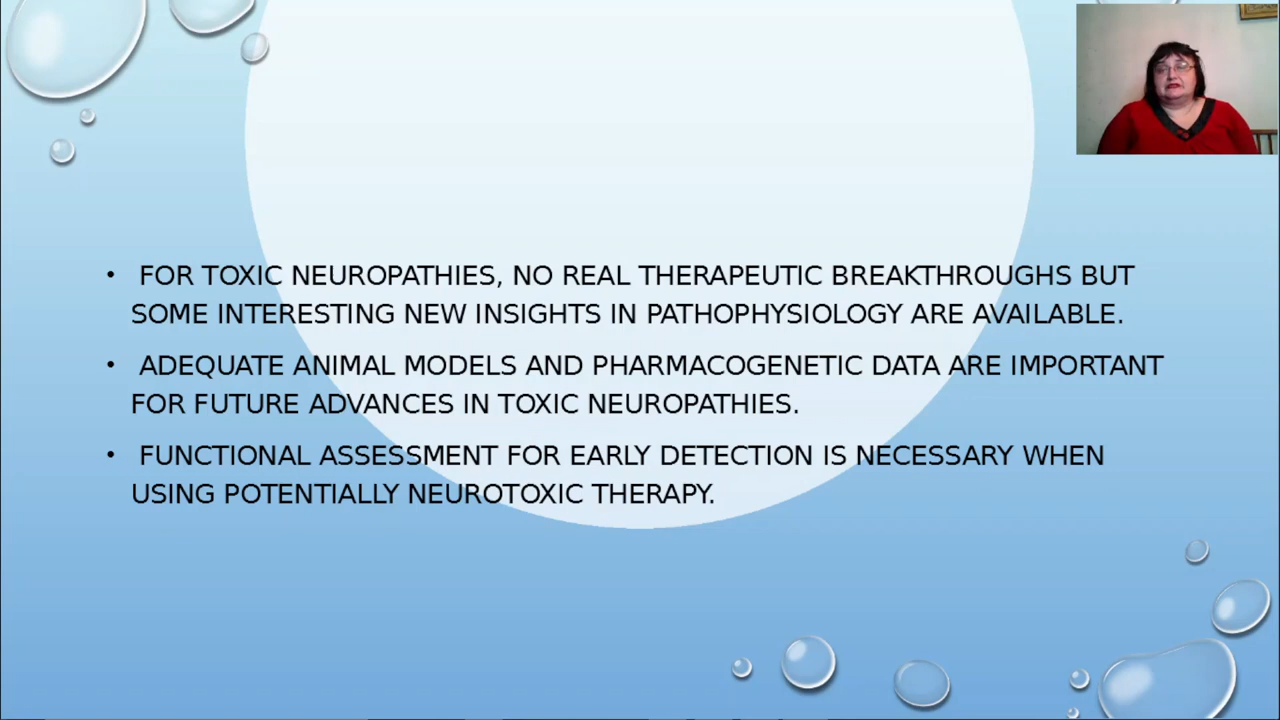 • FOR TOXIC NEUROPATHIES, NO REAL THERAPEUTIC BREAKTHROUGHS BUT
SOME INTERESTING NEW INSIGHTS IN PATHOPHYSIOLOGY ARE AVAILABLE.
• ADEQUATE ANIMAL MODELS AND PHARMACOGENETIC DATA ARE IMPORTANT
FOR FUTURE ADVANCES IN TOXIC NEUROPATHIES.
• FUNCTIONAL ASSESSMENT FOR EARLY DETECTION IS NECESSARY WHEN
USING POTENTIALLY NEUROTOXIC THERAPY.